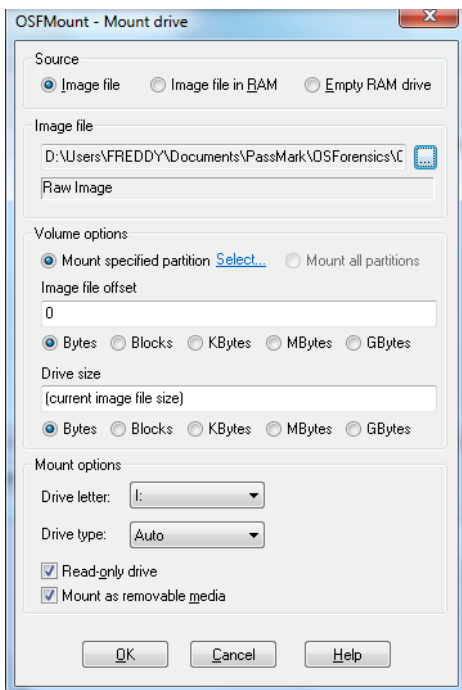 OSFMount - Mount drive
Source
Image file Image file in RAM Empty RAM drive
Image file
D:\Users\FREDDY\Documents\PassMark\OSForensics\C ...
Raw Image
Volume options
Mount specified partition Select... Mount all partitions
Image file offset
0
Bytes Blocks KBytes MBytes GBytes
Drive size
(current image file size)
Bytes Blocks KBytes MBytes GBytes
Mount options
Drive letter: I:
Drive type: Auto
Read-only drive
Mount as removable media
OK Cancel Help